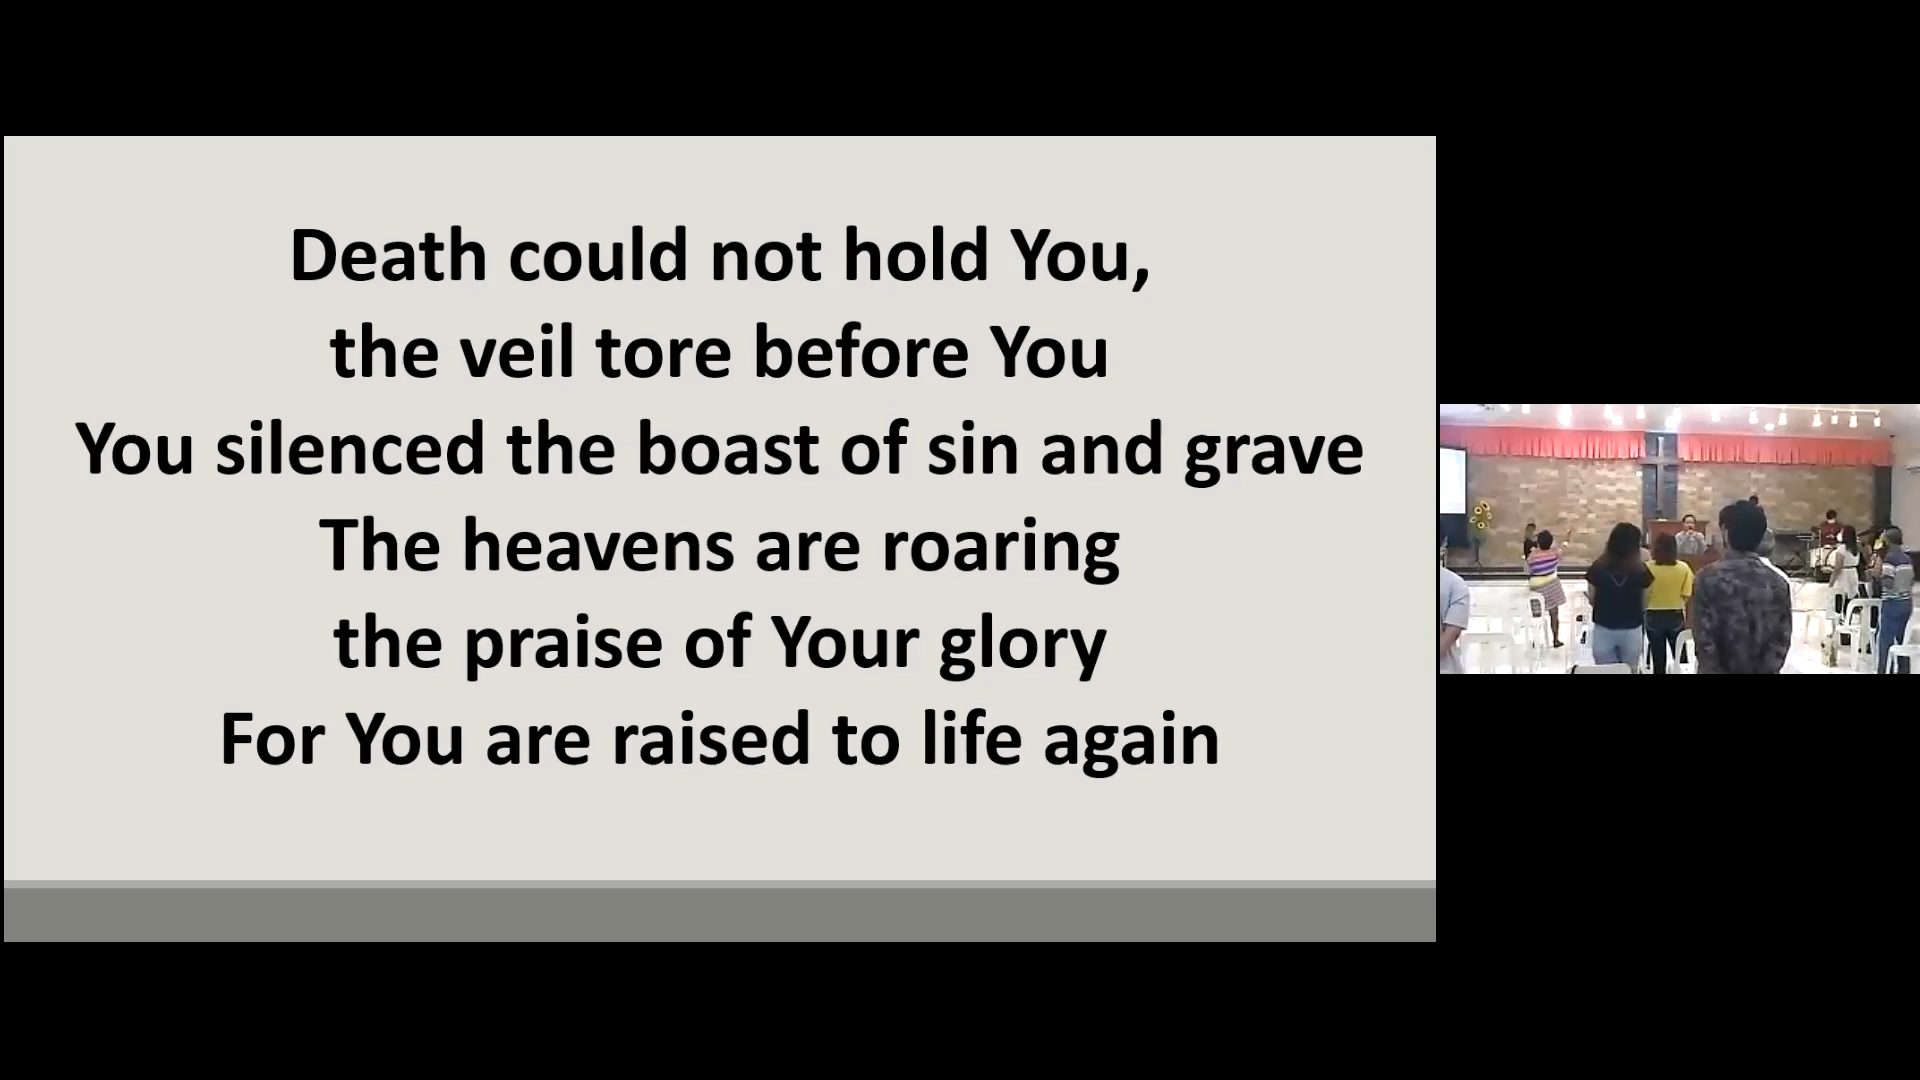 Death could not hold You,
the veil tore before You
You silenced the boast of sin and grave
The heavens are roaring
the praise of Your glory
For You are raised to life again